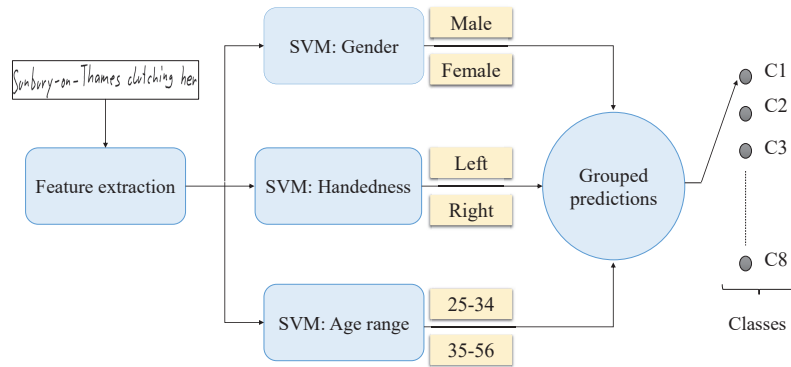 Sunbury-on-Thames clutching her
Feature extraction
SVM: Gender
Male
Female
SVM: Handedness
Left
Right
SVM: Age range
25-34
35-56
Grouped
predictions
C1
C2
C3
C8
Classes